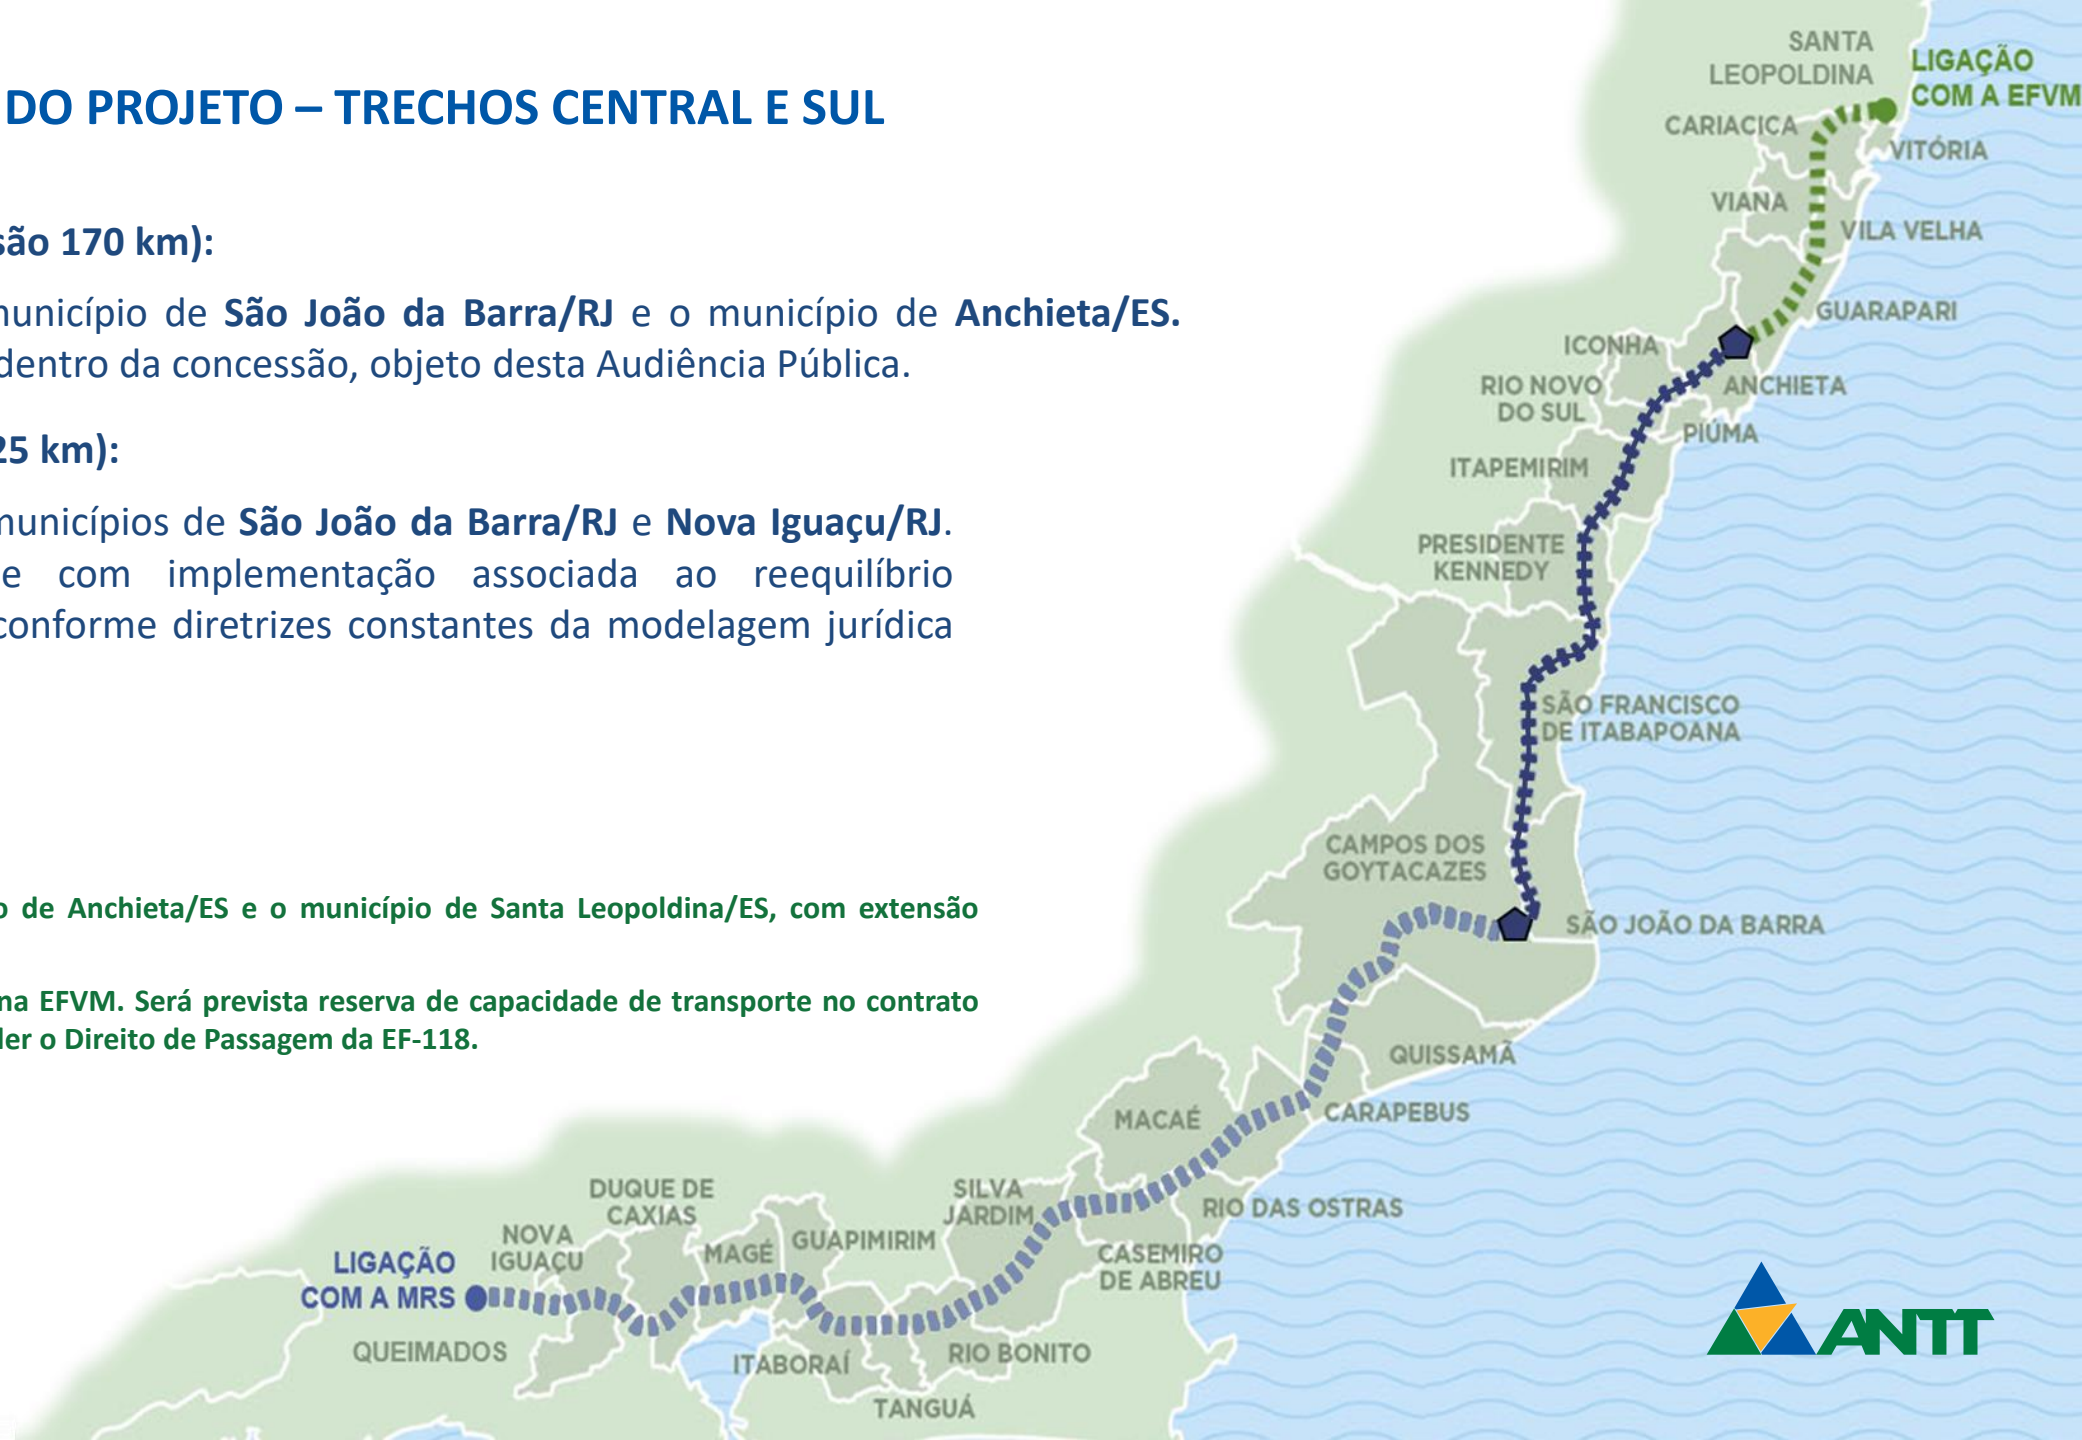 DO PROJETO – TRECHOS CENTRAL E SUL
são 170 km):
município de São João da Barra/RJ e o município de Anchieta/ES.
dentro da concessão, objeto desta Audiência Pública.
25 km):
municípios de São João da Barra/RJ e Nova Iguaçu/RJ.
e com implementação associada ao reequilíbrio
conforme diretrizes constantes da modelagem jurídica
o de Anchieta/ES e o município de Santa Leopoldina/ES, com extensão
na EFVM. Será prevista reserva de capacidade de transporte no contrato
der o Direito de Passagem da EF-118.
SANTA
LEOPOLDINA
LIGAÇÃO
COM A EFVM
CARIACICA
VITÓRIA
VIANA
VILA VELHA
GUARAPARI
ICONHA
RIO NOVO
DO SUL
ANCHIETA
PIÚMA
ITAPEMIRIM
PRESIDENTE
KENNEDY
SÃO FRANCISCO
DE ITABAPOANA
CAMPOS DOS
GOYTACAZES
SÃO JOÃO DA BARRA
QUISSAMÃ
CARAPEBUS
MACAÉ
RIO DAS OSTRAS
CASEMIRO
DE ABREU
SILVA
JARDIM
DUQUE DE
CAXIAS
NOVA
IGUAÇU
MAGÉ
GUAPIMIRIM
LIGAÇÃO
COM A MRS
QUEIMADOS
ITABORAÍ
RIO BONITO
TANGUÁ
ANTT